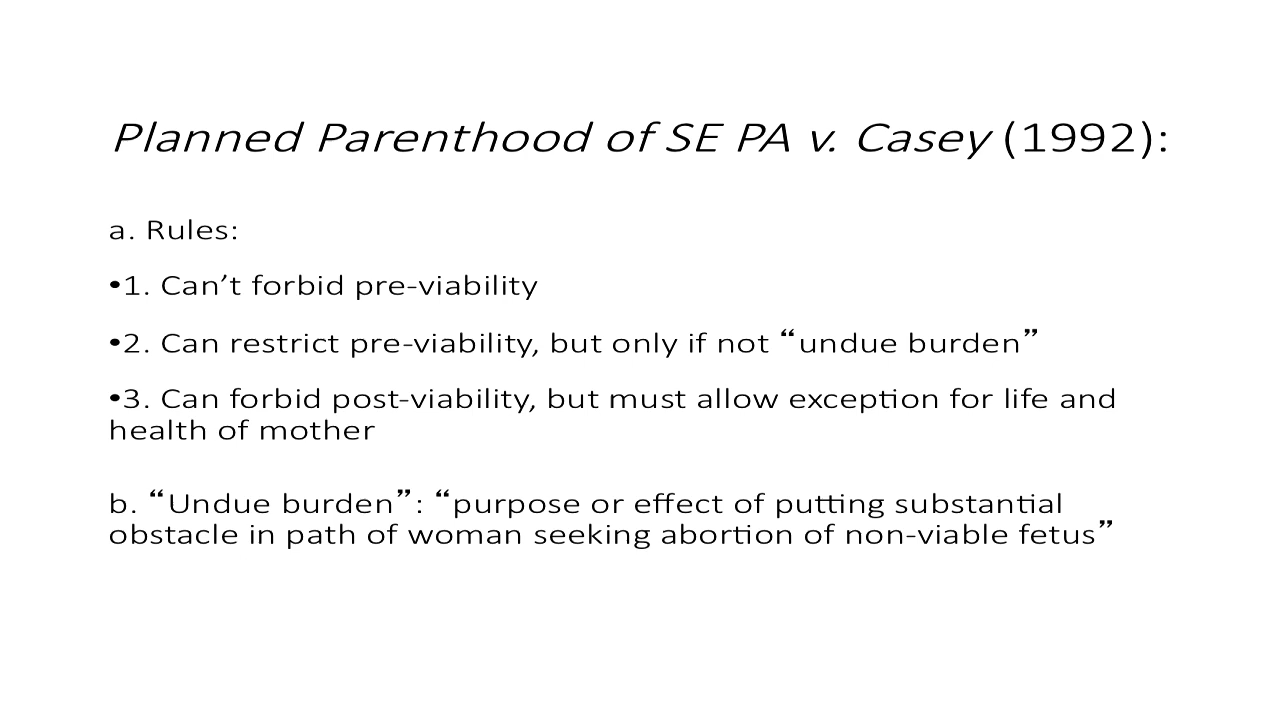 Planned Parenthood of SE PA v. Casey (1992):
a. Rules:
•1. Can’t forbid pre-viability
•2. Can restrict pre-viability, but only if not “undue burden”
•3. Can forbid post-viability, but must allow exception for life and
health of mother
b. “Undue burden”: “purpose or effect of putting substantial
obstacle in path of woman seeking abortion of non-viable fetus”